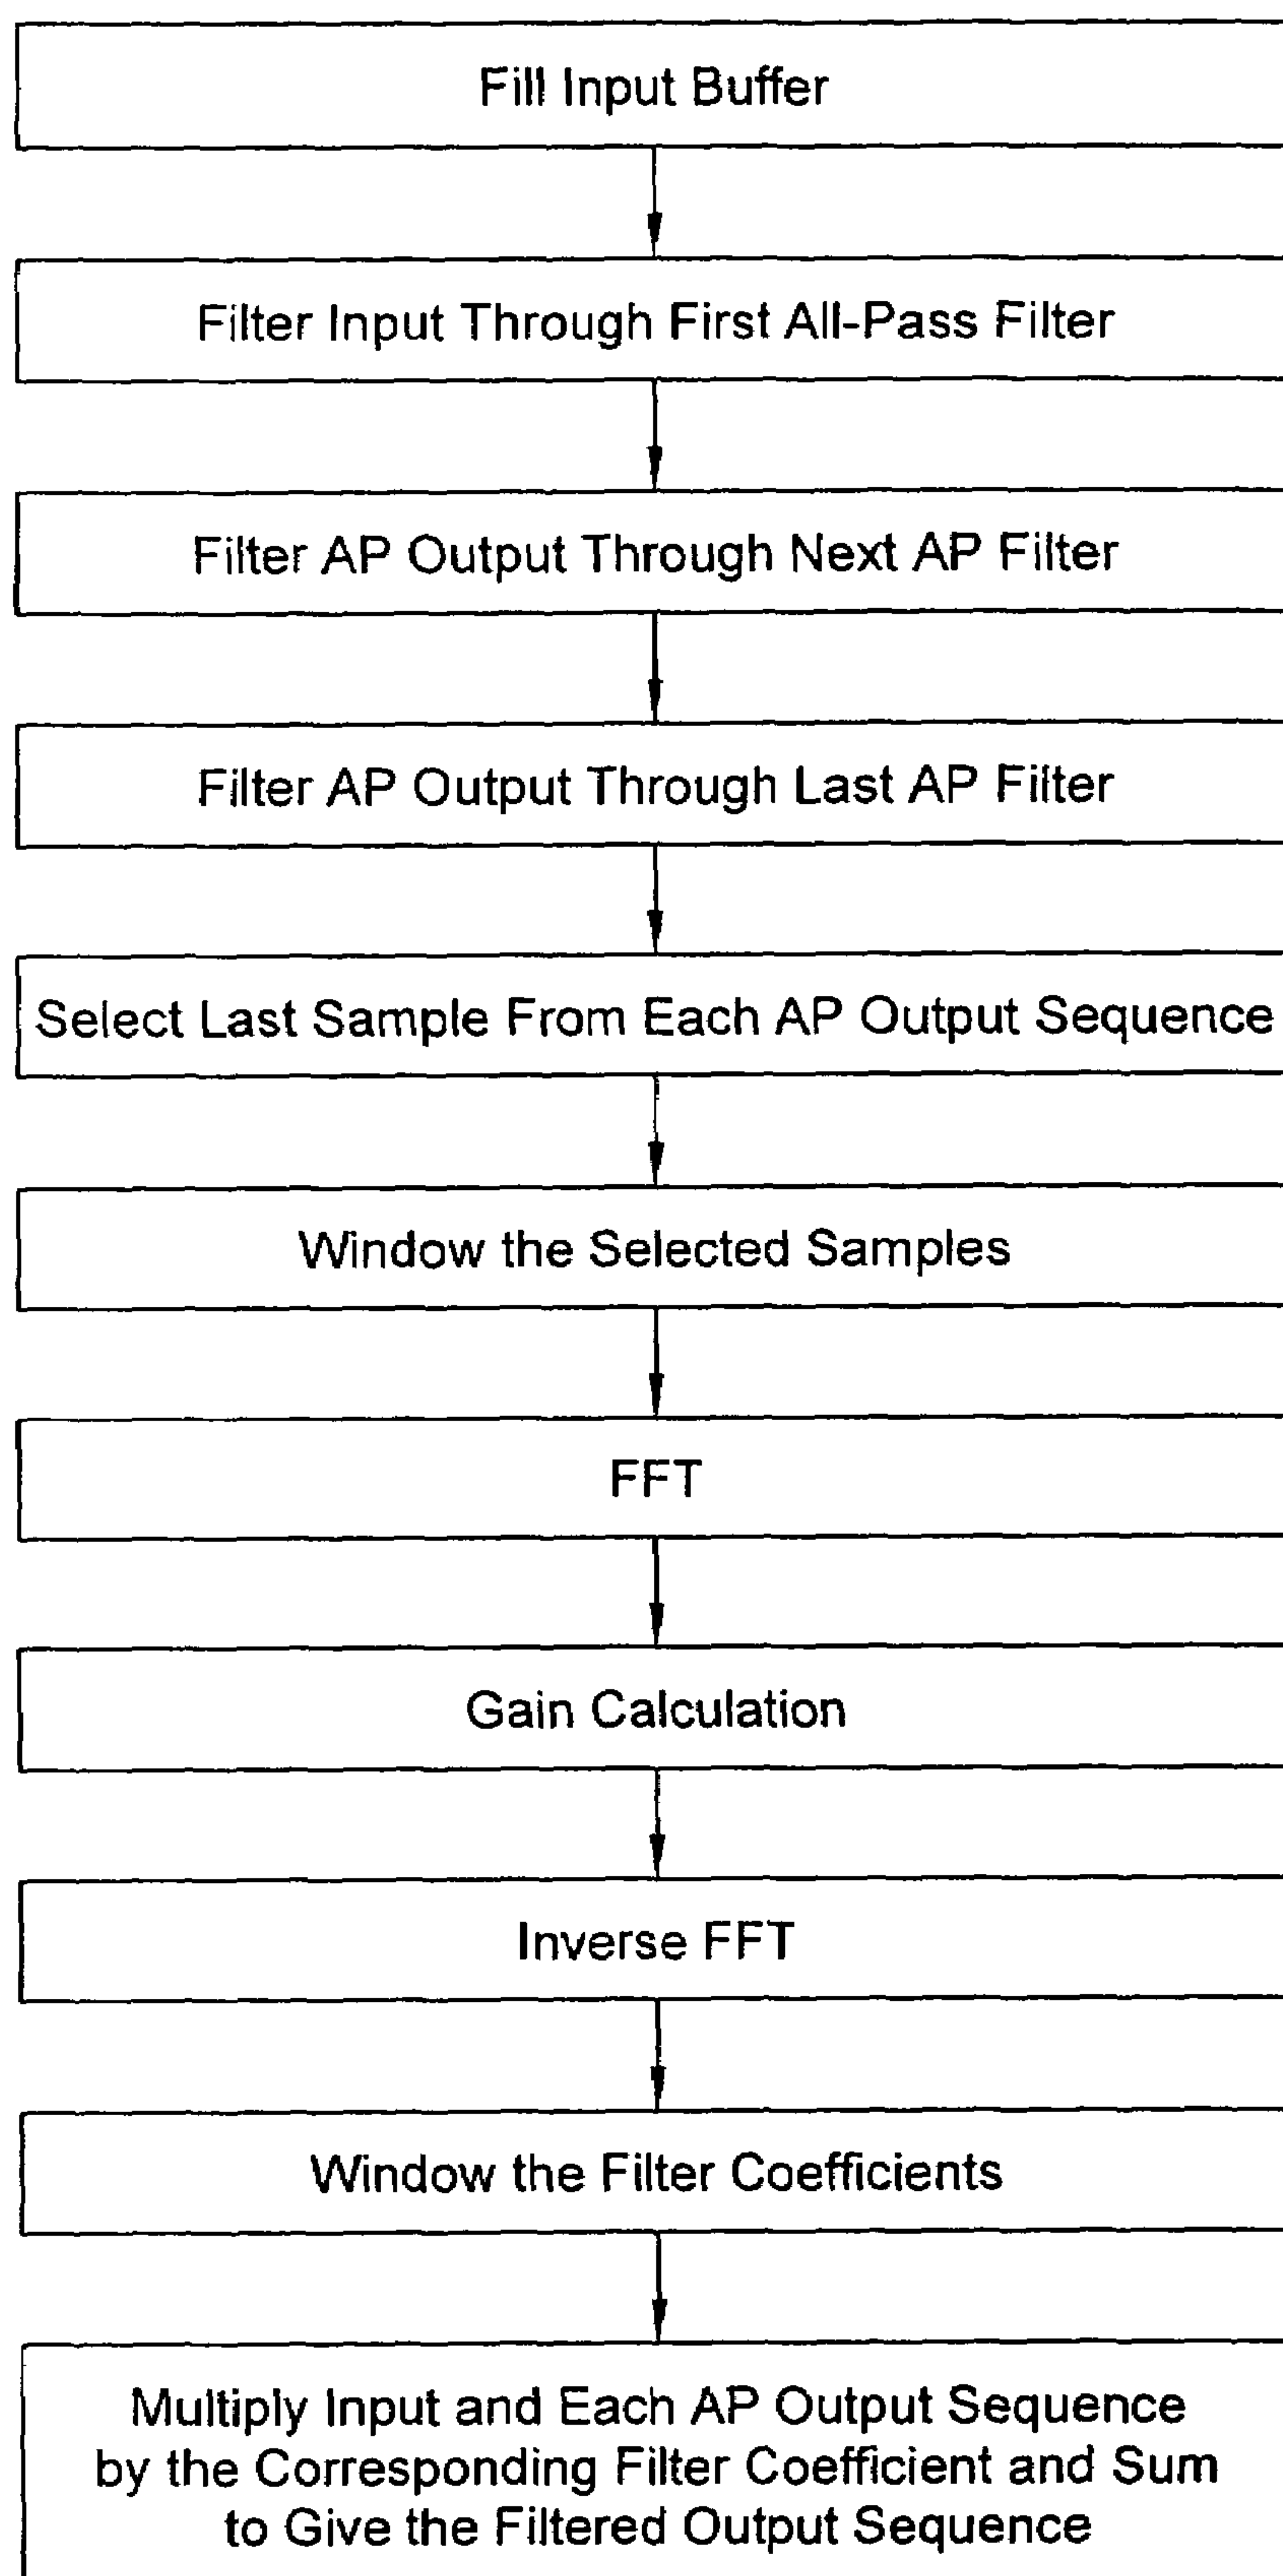 Fill Input Buffer
Filter Input Through First All-Pass Filter
Filter AP Output Through Next AP Filter
Filter AP Output Through Last AP Filter
Select Last Sample From Each AP Output Sequence
Window the Selected Samples
FFT
Gain Calculation
Inverse FFT
Window the Filter Coefficients
Multiply Input and Each AP Output Sequence
by the Corresponding Filter Coefficient and Sum
to Give the Filtered Output Sequence